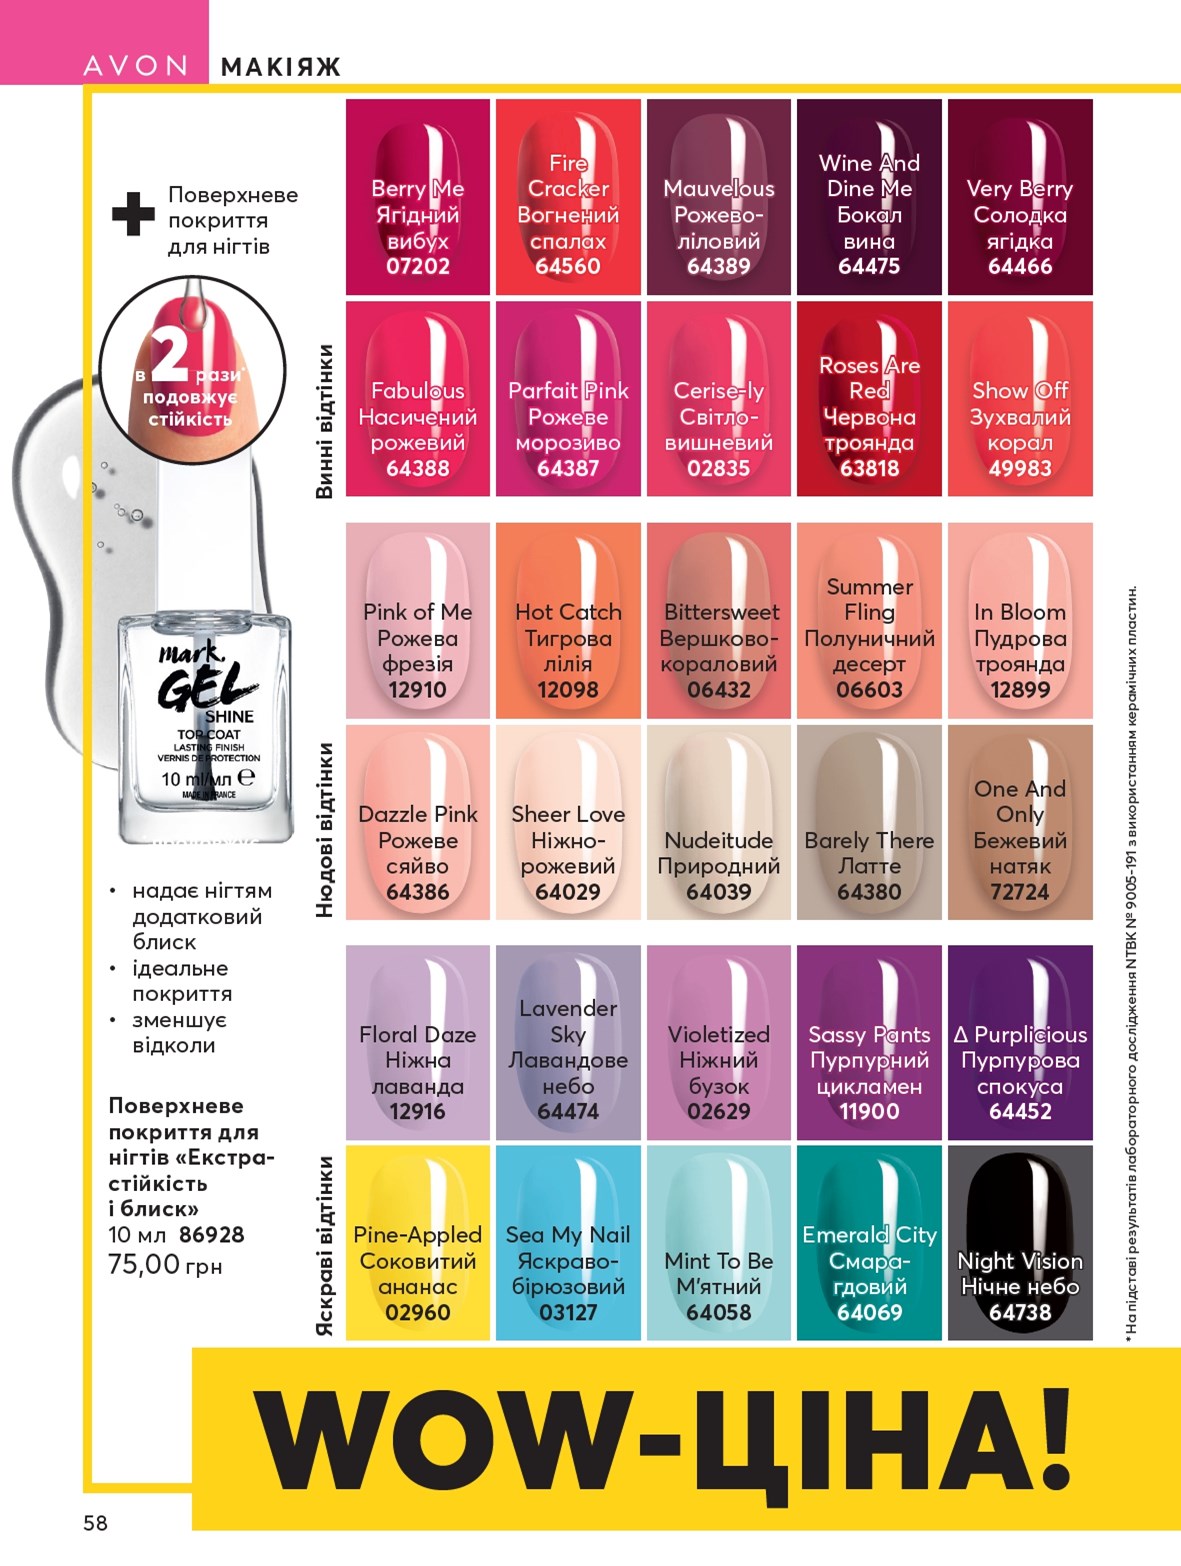 AVON МАКІЯЖ
Поверхневе
покриття
для нігтів
в 2 рази*
подовжує
стійкість
mark.
GEL
SHINE
TOP COAT
LASTING FINISH
VERNIS DE PROTECTION
10 ml/мл e
MADE IN FRANCE
• надає нігтям
додатковий
блиск
• ідеальне
покриття
• зменшує
відколи
Поверхневе
покриття для
нігтів «Екстра-
стійкість
і блиск»
10 мл 86928
75,00 грн
Винні відтінки
Berry Me
Ягідний
вибух
07202
Fire
Cracker
Вогнений
спалах
64560
Mauvelous
Рожево-
ліловий
64389
Wine And
Dine Me
Бокал
вина
64475
Very Berry
Солодка
ягідка
64466
Fabulous
Насичений
рожевий
64388
Parfait Pink
Рожеве
морозиво
64387
Cerise-ly
Світло-
вишневий
02835
Roses Are
Red
Червона
троянда
63818
Show Off
Зухвалий
корал
49983
Нюдові відтінки
Pink of Me
Рожева
фрезія
12910
Hot Catch
Тигрова
лілія
12098
Bittersweet
Вершково-
кораловий
06432
Summer
Fling
Полуничний
десерт
06603
In Bloom
Пудрова
троянда
12899
Dazzle Pink
Рожеве
сяйво
64386
Sheer Love
Ніжно-
рожевий
64029
Nudeitude
Природний
64039
Barely There
Латте
64380
One And
Only
Бежевий
натяк
72724
Яскраві відтінки
Floral Daze
Ніжна
лаванда
12916
Lavender
Sky
Лавандове
небо
64474
Violetized
Ніжний
бузок
02629
Sassy Pants
Пурпурний
цикламен
11900
Δ Purplicious
Пурпурова
спокуса
64452
Pine-Appled
Соковитий
ананас
02960
Sea My Nail
Яскраво-
бірюзовий
03127
Mint To Be
М'ятний
64058
Emerald City
Смара-
гдовий
64069
Night Vision
Нічне небо
64738
* На підставі результатів лабораторного дослідження NTBK № 9005-191 з використанням керамічних пластин.
WOW-ЦІНА!
58